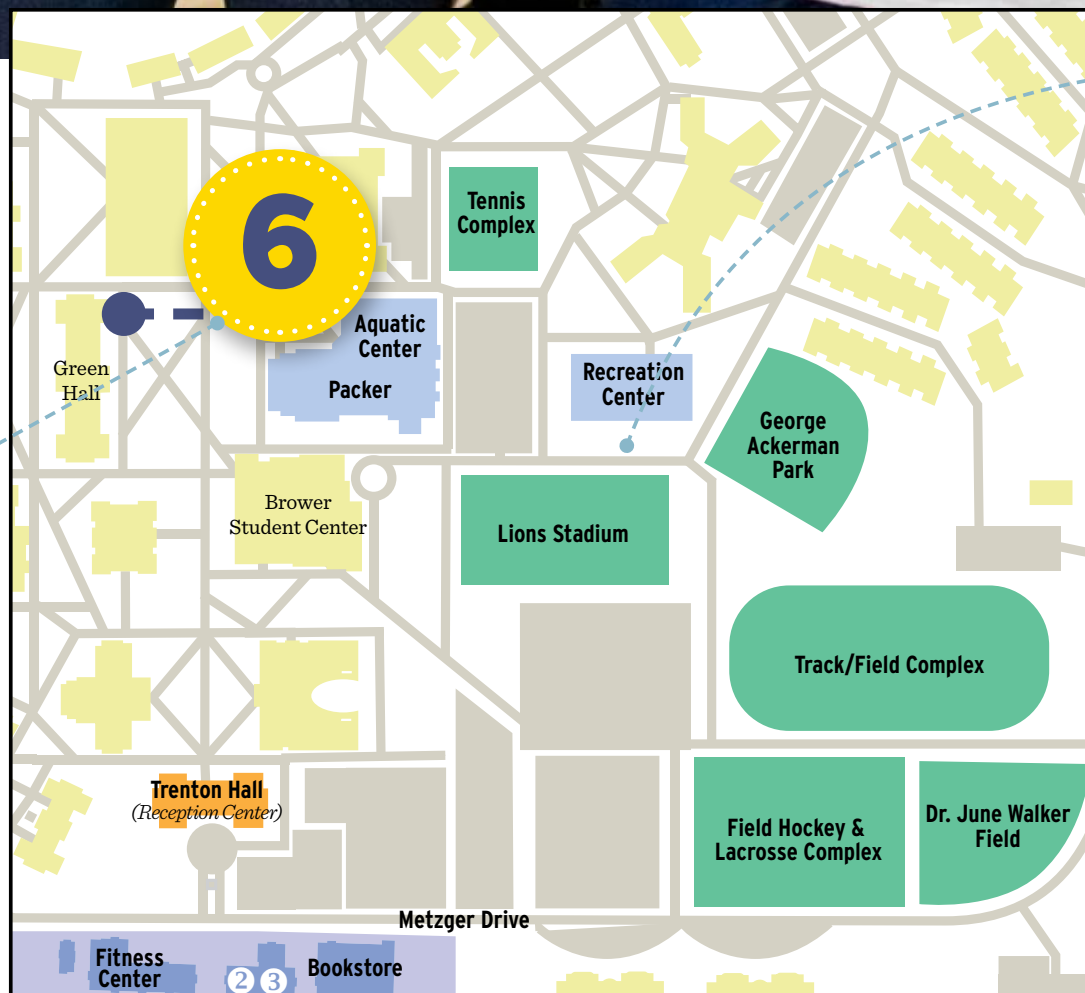 6
Tennis
Complex
Aquatic
Center
Packer
Green
Hall
Recreation
Center
George
Ackerman
Park
Brower
Student Center
Lions Stadium
Track/Field Complex
Trenton Hall
(Reception Center)
Field Hockey &
Lacrosse Complex
Dr. June Walker
Field
Metzger Drive
Fitness
Center
2 3
Bookstore